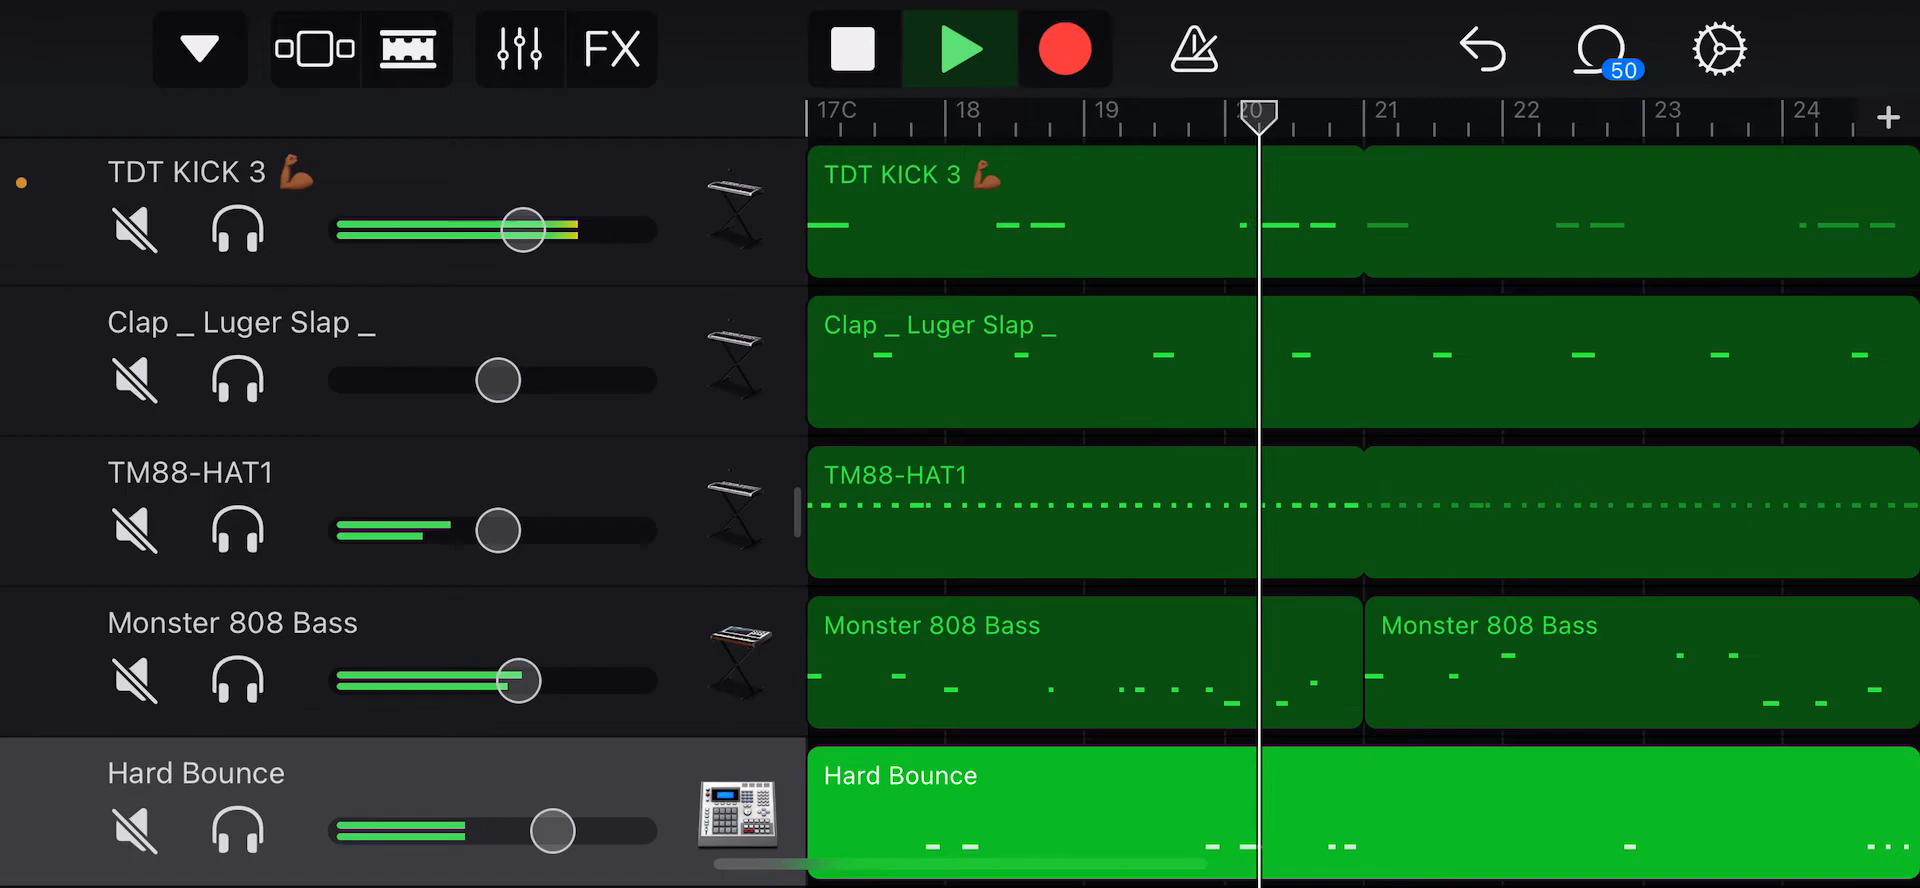 FX
50
17C 18 19 20 21 22 23 24 +
TDT KICK 3 💪🏾
TDT KICK 3 💪🏾
Clap _ Luger Slap _
Clap _ Luger Slap _
TM88-HAT1
TM88-HAT1
Monster 808 Bass
Monster 808 Bass
Monster 808 Bass
Hard Bounce
Hard Bounce